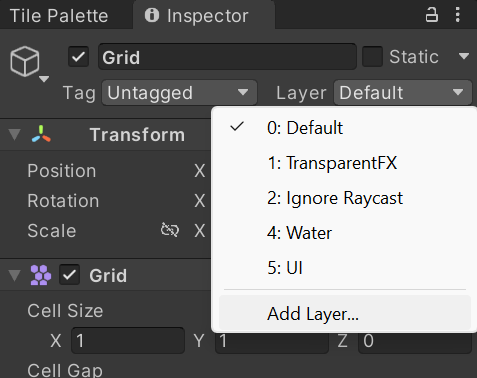 Tile Palette Inspector
Grid Static
Tag Untagged Layer Default
0: Default
1: TransparentFX
2: Ignore Raycast
4: Water
5: UI
Add Layer...
Transform
Position X
Rotation X
Scale X
Grid
Cell Size
X 1 Y 1 Z 0
Cell Gap